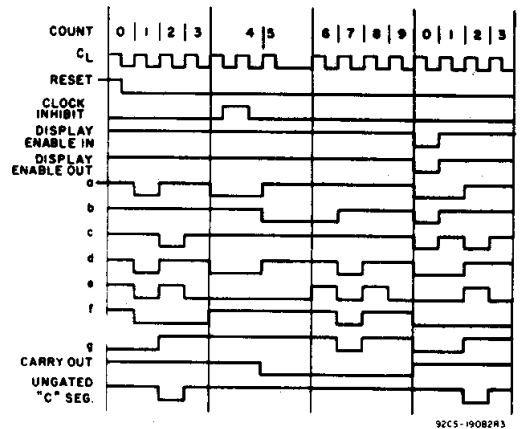 COUNT 0 1 2 3 4 5 6 7 8 9 0 1 2 3
CL
RESET
CLOCK
INHIBIT
DISPLAY
ENABLE IN
DISPLAY
ENABLE OUT
a
b
c
d
e
f
g
CARRY OUT
UNGATED
"C" SEG.
92CS-19082R3